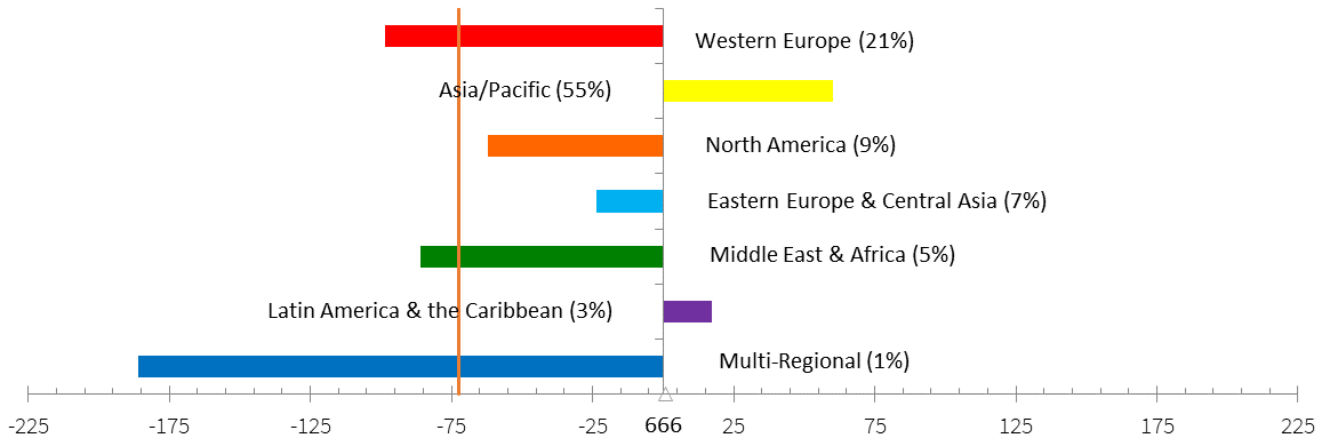 Western Europe (21%)
Asia/Pacific (55%)
North America (9%)
Eastern Europe & Central Asia (7%)
Middle East & Africa (5%)
Latin America & the Caribbean (3%)
Multi-Regional (1%)
-225 -175 -125 -75 -25 666 25 75 125 175 225